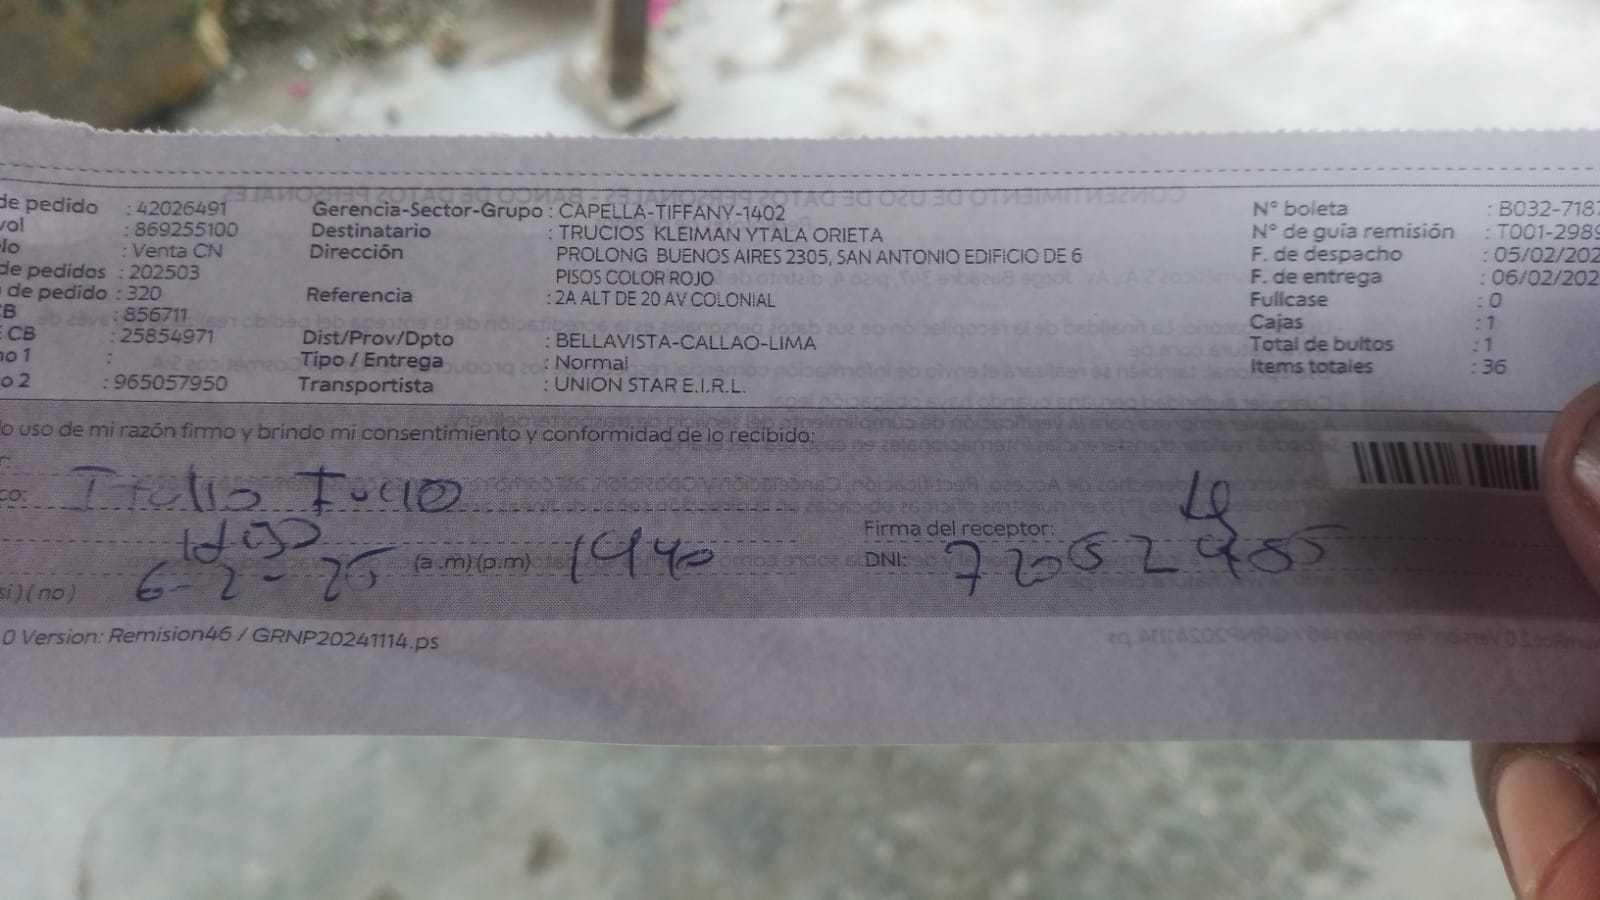 de pedido : 42026491 Gerencia-Sector-Grupo : CAPELLA-TIFFANY-1402 N° boleta : B032-7187
vol : 869255100 Destinatario : TRUCIOS KLEIMAN YTALA ORIETA N° de guía remisión : T001-2989
lo : Venta CN Dirección PROLONG BUENOS AIRES 2305, SAN ANTONIO EDIFICIO DE 6 F. de despacho : 05/02/202
de pedidos : 202503 PISOS COLOR ROJO F. de entrega : 06/02/202
de pedido : 320 Referencia : 2A ALT DE 20 AV COLONIAL Fullcase : 0
CB : 856711 Cajas : 1
E CB : 25854971 Dist/Prov/Dpto : BELLAVISTA-CALLAO-LIMA Total de bultos : 1
no 1 : Tipo / Entrega : Normal Items totales : 36
o 2 : 965057950 Transportista : UNION STAR E.I.R.L.
lo uso de mi razón firmo y brindo mi consentimiento y conformidad de lo recibido:
r:
co:
Firma del receptor:
6-2-25 (a.m)(p.m) 1440 DNI:
si) ( no )
.0 Version: Remision46 / GRNP20241114.ps